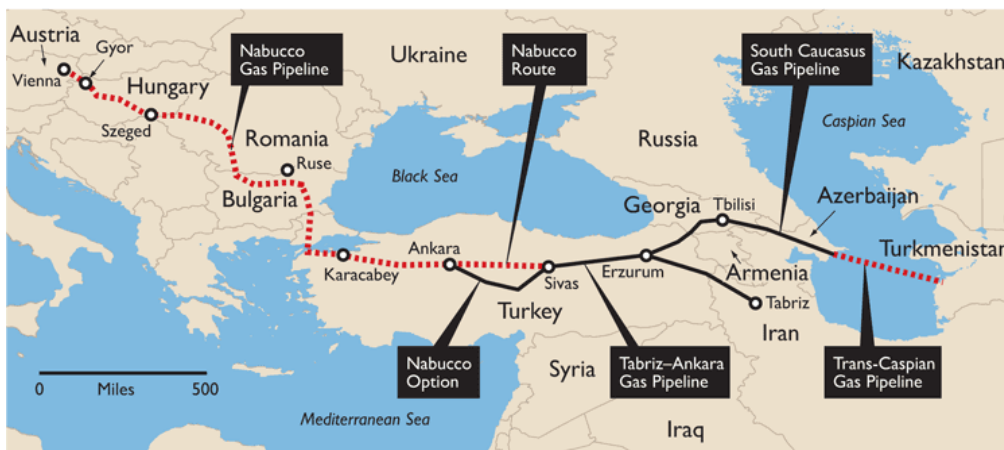 Austria
Gyor
Vienna
Hungary
Szeged
Nabucco
Gas Pipeline
Romania
Ruse
Bulgaria
Ukraine
Black Sea
Nabucco
Route
Russia
South Caucasus
Gas Pipeline
Kazakhstan
Caspian Sea
Georgia
Tbilisi
Azerbaijan
Turkmenistan
Armenia
Tabriz
Iran
Karacabey
Ankara
Sivas
Erzurum
Turkey
Nabucco
Option
Tabriz–Ankara
Gas Pipeline
Trans-Caspian
Gas Pipeline
Syria
Iraq
Mediterranean Sea
0 Miles 500